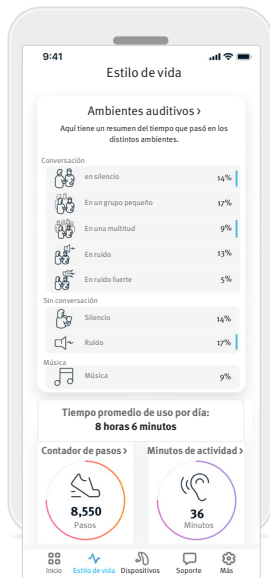 9:41
Estilo de vida
Ambientes auditivos ›
Aquí tiene un resumen del tiempo que pasó en los
distintos ambientes.
Conversación
en silencio 14%
En un grupo pequeño 17%
En una multitud 9%
En ruido 13%
En ruido fuerte 5%
Sin conversación
Silencio 14%
Ruido 17%
Música
Música 9%
Tiempo promedio de uso por día:
8 horas 6 minutos
Contador de pasos › Minutos de actividad ›
8,550 36
Pasos Minutos
Inicio Estilo de vida Dispositivos Soporte Más